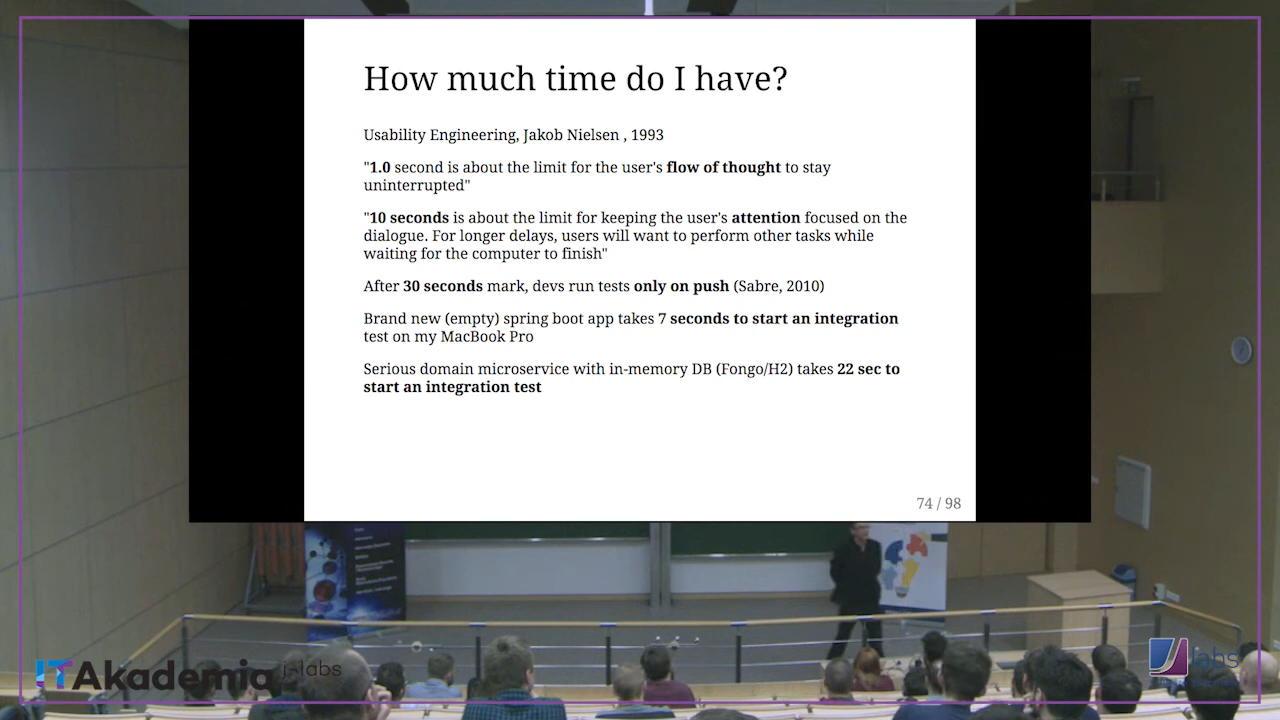 How much time do I have?
Usability Engineering, Jakob Nielsen , 1993
"1.0 second is about the limit for the user's flow of thought to stay
uninterrupted"
"10 seconds is about the limit for keeping the user's attention focused on the
dialogue. For longer delays, users will want to perform other tasks while
waiting for the computer to finish"
After 30 seconds mark, devs run tests only on push (Sabre, 2010)
Brand new (empty) spring boot app takes 7 seconds to start an integration
test on my MacBook Pro
Serious domain microservice with in-memory DB (Fongo/H2) takes 22 sec to
start an integration test
74 / 98
ITAkademia j-labs
labs